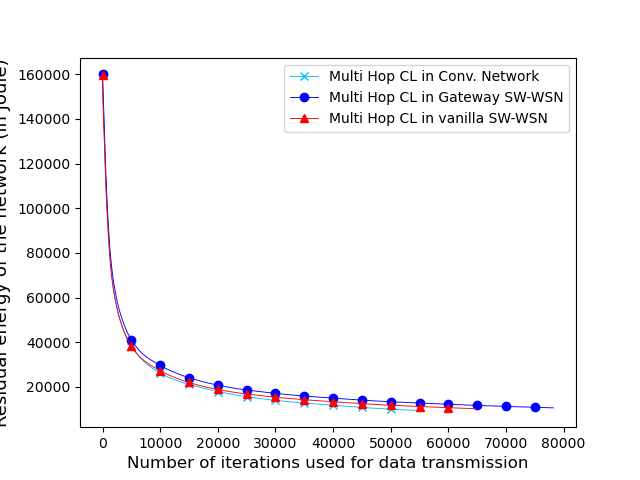 Residual energy of the network (in Joule)
160000
140000
120000
100000
80000
60000
40000
20000
Multi Hop CL in Conv. Network
Multi Hop CL in Gateway SW-WSN
Multi Hop CL in vanilla SW-WSN
0 10000 20000 30000 40000 50000 60000 70000 80000
Number of iterations used for data transmission